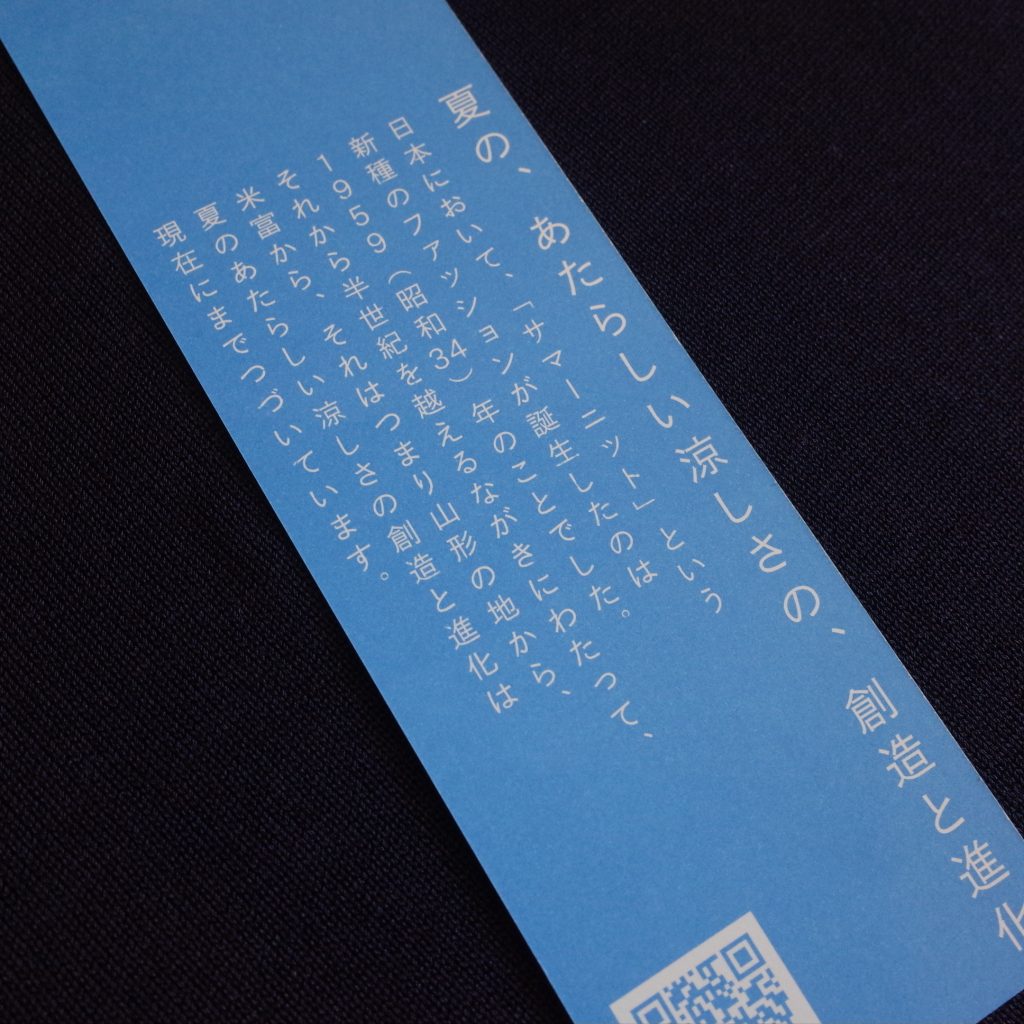 夏の、あたらしい涼しさの、創造と進化
日本において、「サマーニット」という
新種のファッションが誕生したのは
1959（昭和34）年のことでした。
それから半世紀を越えるながきにわたって、
米富から、それはつまり山形の地から、
夏のあたらしい涼しさの創造と進化は
現在にまでつづいています。